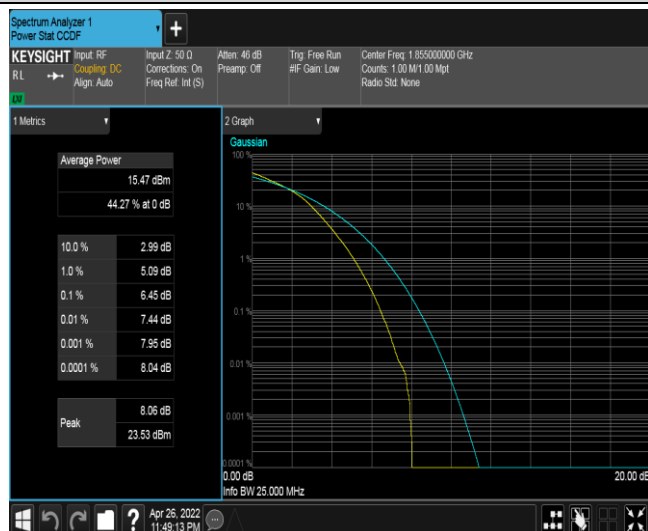 Spectrum Analyzer 1
Power Stat CCDF
+
KEYSIGHT
RL
LXI
Input: RF
Coupling: DC
Align: Auto
Input Z: 50 Ω
Corrections: On
Freq Ref: Int (S)
Atten: 46 dB
Preamp: Off
Trig: Free Run
#IF Gain: Low
Center Freq: 1.855000000 GHz
Counts: 1.00 M/1.00 Mpt
Radio Std: None
1 Metrics
Average Power
15.47 dBm
44.27 % at 0 dB
10.0 % 2.99 dB
1.0 % 5.09 dB
0.1 % 6.45 dB
0.01 % 7.44 dB
0.001 % 7.95 dB
0.0001 % 8.04 dB
Peak
8.06 dB
23.53 dBm
2 Graph
Gaussian
100 %
10 %
1 %
0.1 %
0.01 %
0.001 %
0.0001 %
0.00 dB 20.00 dB
Info BW 25.000 MHz
?
Apr 26, 2022
11:49:13 PM